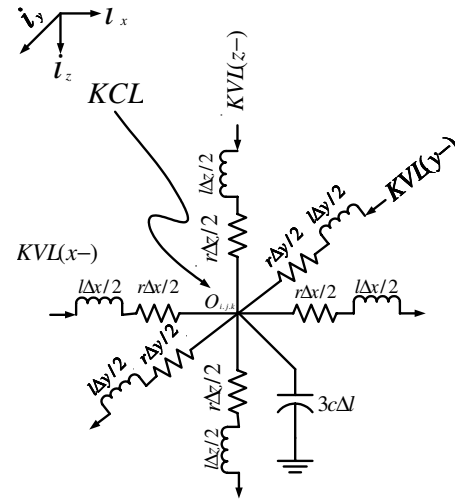 i_x
i_y
i_z
KCL
KVL(z−)
lΔz/2
rΔz/2
KVL(y−)
lΔy/2
rΔy/2
KVL(x−)
lΔx/2
rΔx/2
O_{i,j,k}
rΔx/2
lΔx/2
rΔy/2
lΔy/2
rΔz/2
lΔz/2
3cΔl